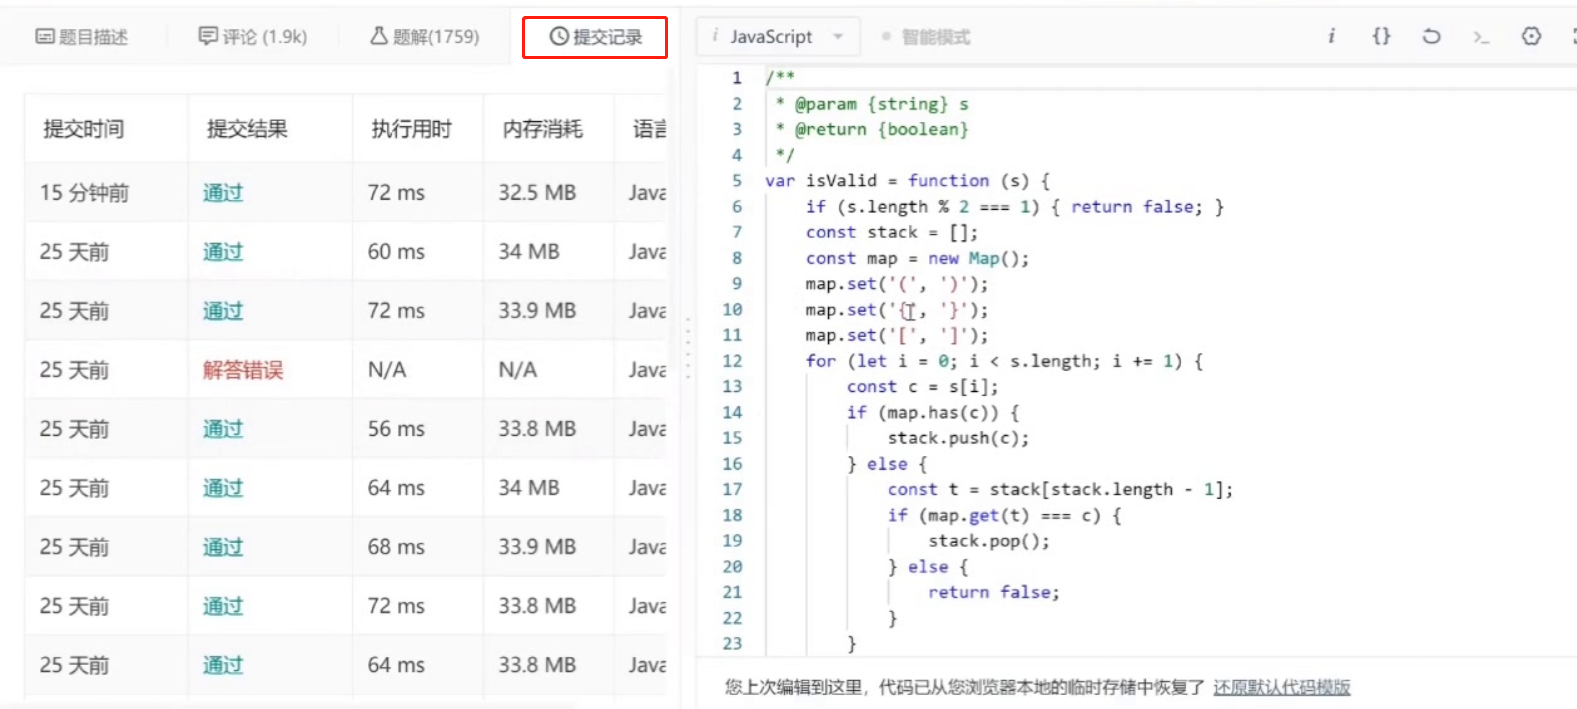 题目描述 评论 (1.9k) 题解(1759) 提交记录
提交时间 提交结果 执行用时 内存消耗 语言
15 分钟前 通过 72 ms 32.5 MB Java
25 天前 通过 60 ms 34 MB Java
25 天前 通过 72 ms 33.9 MB Java
25 天前 解答错误 N/A N/A Java
25 天前 通过 56 ms 33.8 MB Java
25 天前 通过 64 ms 34 MB Java
25 天前 通过 68 ms 33.9 MB Java
25 天前 通过 72 ms 33.8 MB Java
25 天前 通过 64 ms 33.8 MB Java
i JavaScript 智能模式 i {} >_
1 /**
2 * @param {string} s
3 * @return {boolean}
4 */
5 var isValid = function (s) {
6 if (s.length % 2 === 1) { return false; }
7 const stack = [];
8 const map = new Map();
9 map.set('(', ')');
10 map.set('{', '}');
11 map.set('[', ']');
12 for (let i = 0; i < s.length; i += 1) {
13 const c = s[i];
14 if (map.has(c)) {
15 stack.push(c);
16 } else {
17 const t = stack[stack.length - 1];
18 if (map.get(t) === c) {
19 stack.pop();
20 } else {
21 return false;
22 }
23 }
您上次编辑到这里，代码已从您浏览器本地的临时存储中恢复了 还原默认代码模版